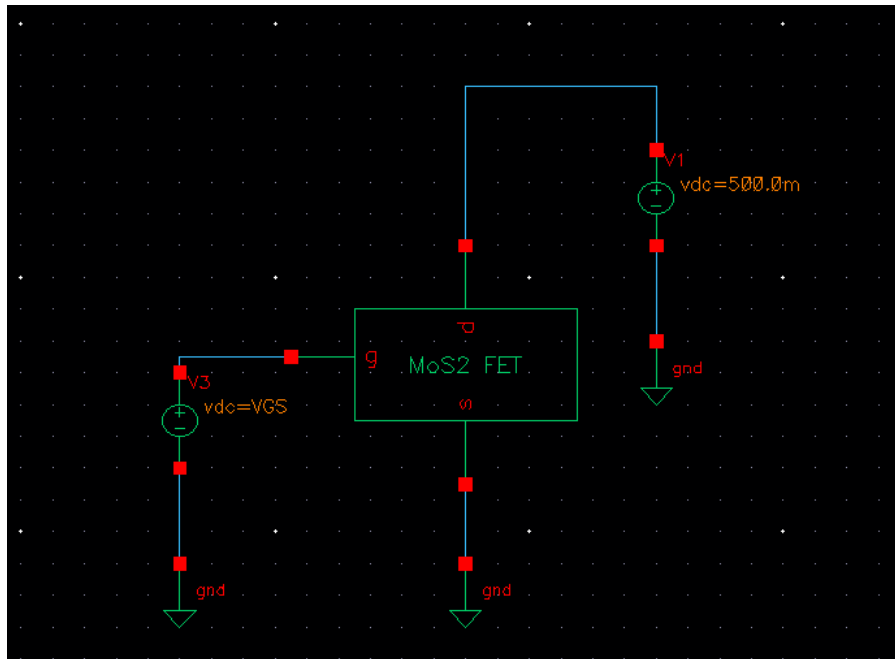 V1
vdc=500.0m
d
g
MoS2 FET
gnd
V3
s
vdc=VGS
gnd
gnd